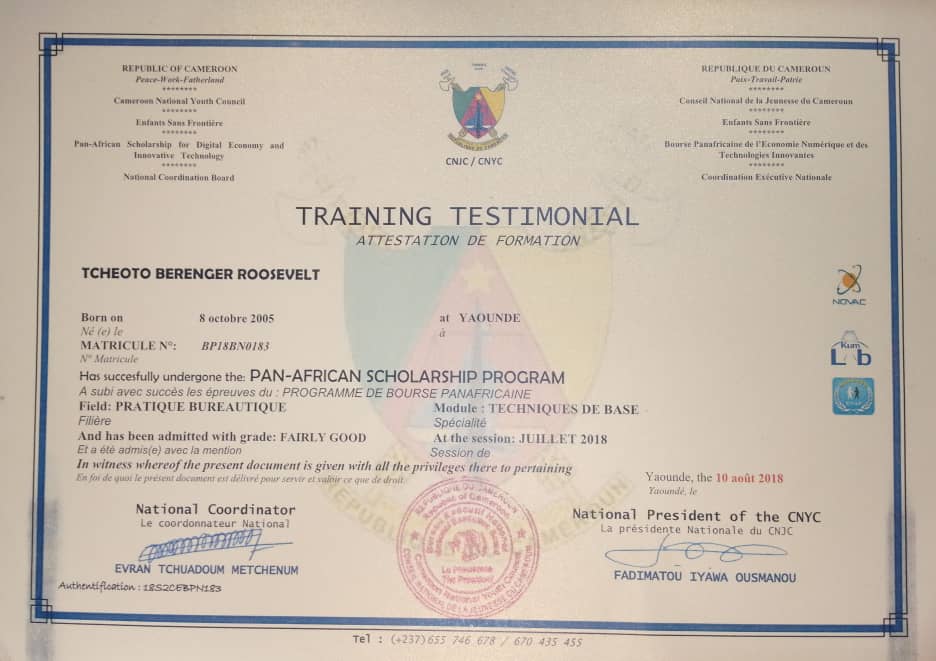 REPUBLIC OF CAMEROON
Peace-Work-Fatherland
********
Cameroon National Youth Council
********
Enfants Sans Frontière
********
Pan-African Scholarship for Digital Economy and
Innovative Technology
********
National Coordination Board
CNJC / CNYC
REPUBLIQUE DU CAMEROUN
Paix-Travail-Patrie
********
Conseil National de la Jeunesse du Cameroun
********
Enfants Sans Frontière
********
Bourse Panafricaine de l'Economie Numérique et des
Technologies Innovantes
********
Coordination Exécutive Nationale
TRAINING TESTIMONIAL
ATTESTATION DE FORMATION
TCHEOTO BERENGER ROOSEVELT
Born on 8 octobre 2005 at YAOUNDE
Né (e) le à
MATRICULE N°: BP18BN0183
N° Matricule
Has succesfully undergone the: PAN-AFRICAN SCHOLARSHIP PROGRAM
A subi avec succès les épreuves du : PROGRAMME DE BOURSE PANAFRICAINE
Field: PRATIQUE BUREAUTIQUE Module : TECHNIQUES DE BASE
Filière Spécialité
And has been admitted with grade: FAIRLY GOOD At the session: JUILLET 2018
Et a été admis(e) avec la mention Session de
In witness whereof the present document is given with all the privileges there to pertaining
En foi de quoi le présent document est délivré pour servir et valoir ce que de droit
NOVAC
Kum
Lab
Yaounde, the 10 août 2018
Yaoundé, le
National Coordinator
Le coordonnateur National
EVRAN TCHUADOUM METCHENUM
Authentification : 18S2CEBPN183
National President of the CNYC
La présidente Nationale du CNJC
FADIMATOU IYAWA OUSMANOU
REPUBLIQUE DU CAMEROUN
Republic of Cameroon
La Présidente
The President
Tel : (+237)655 746 678 / 670 435 455